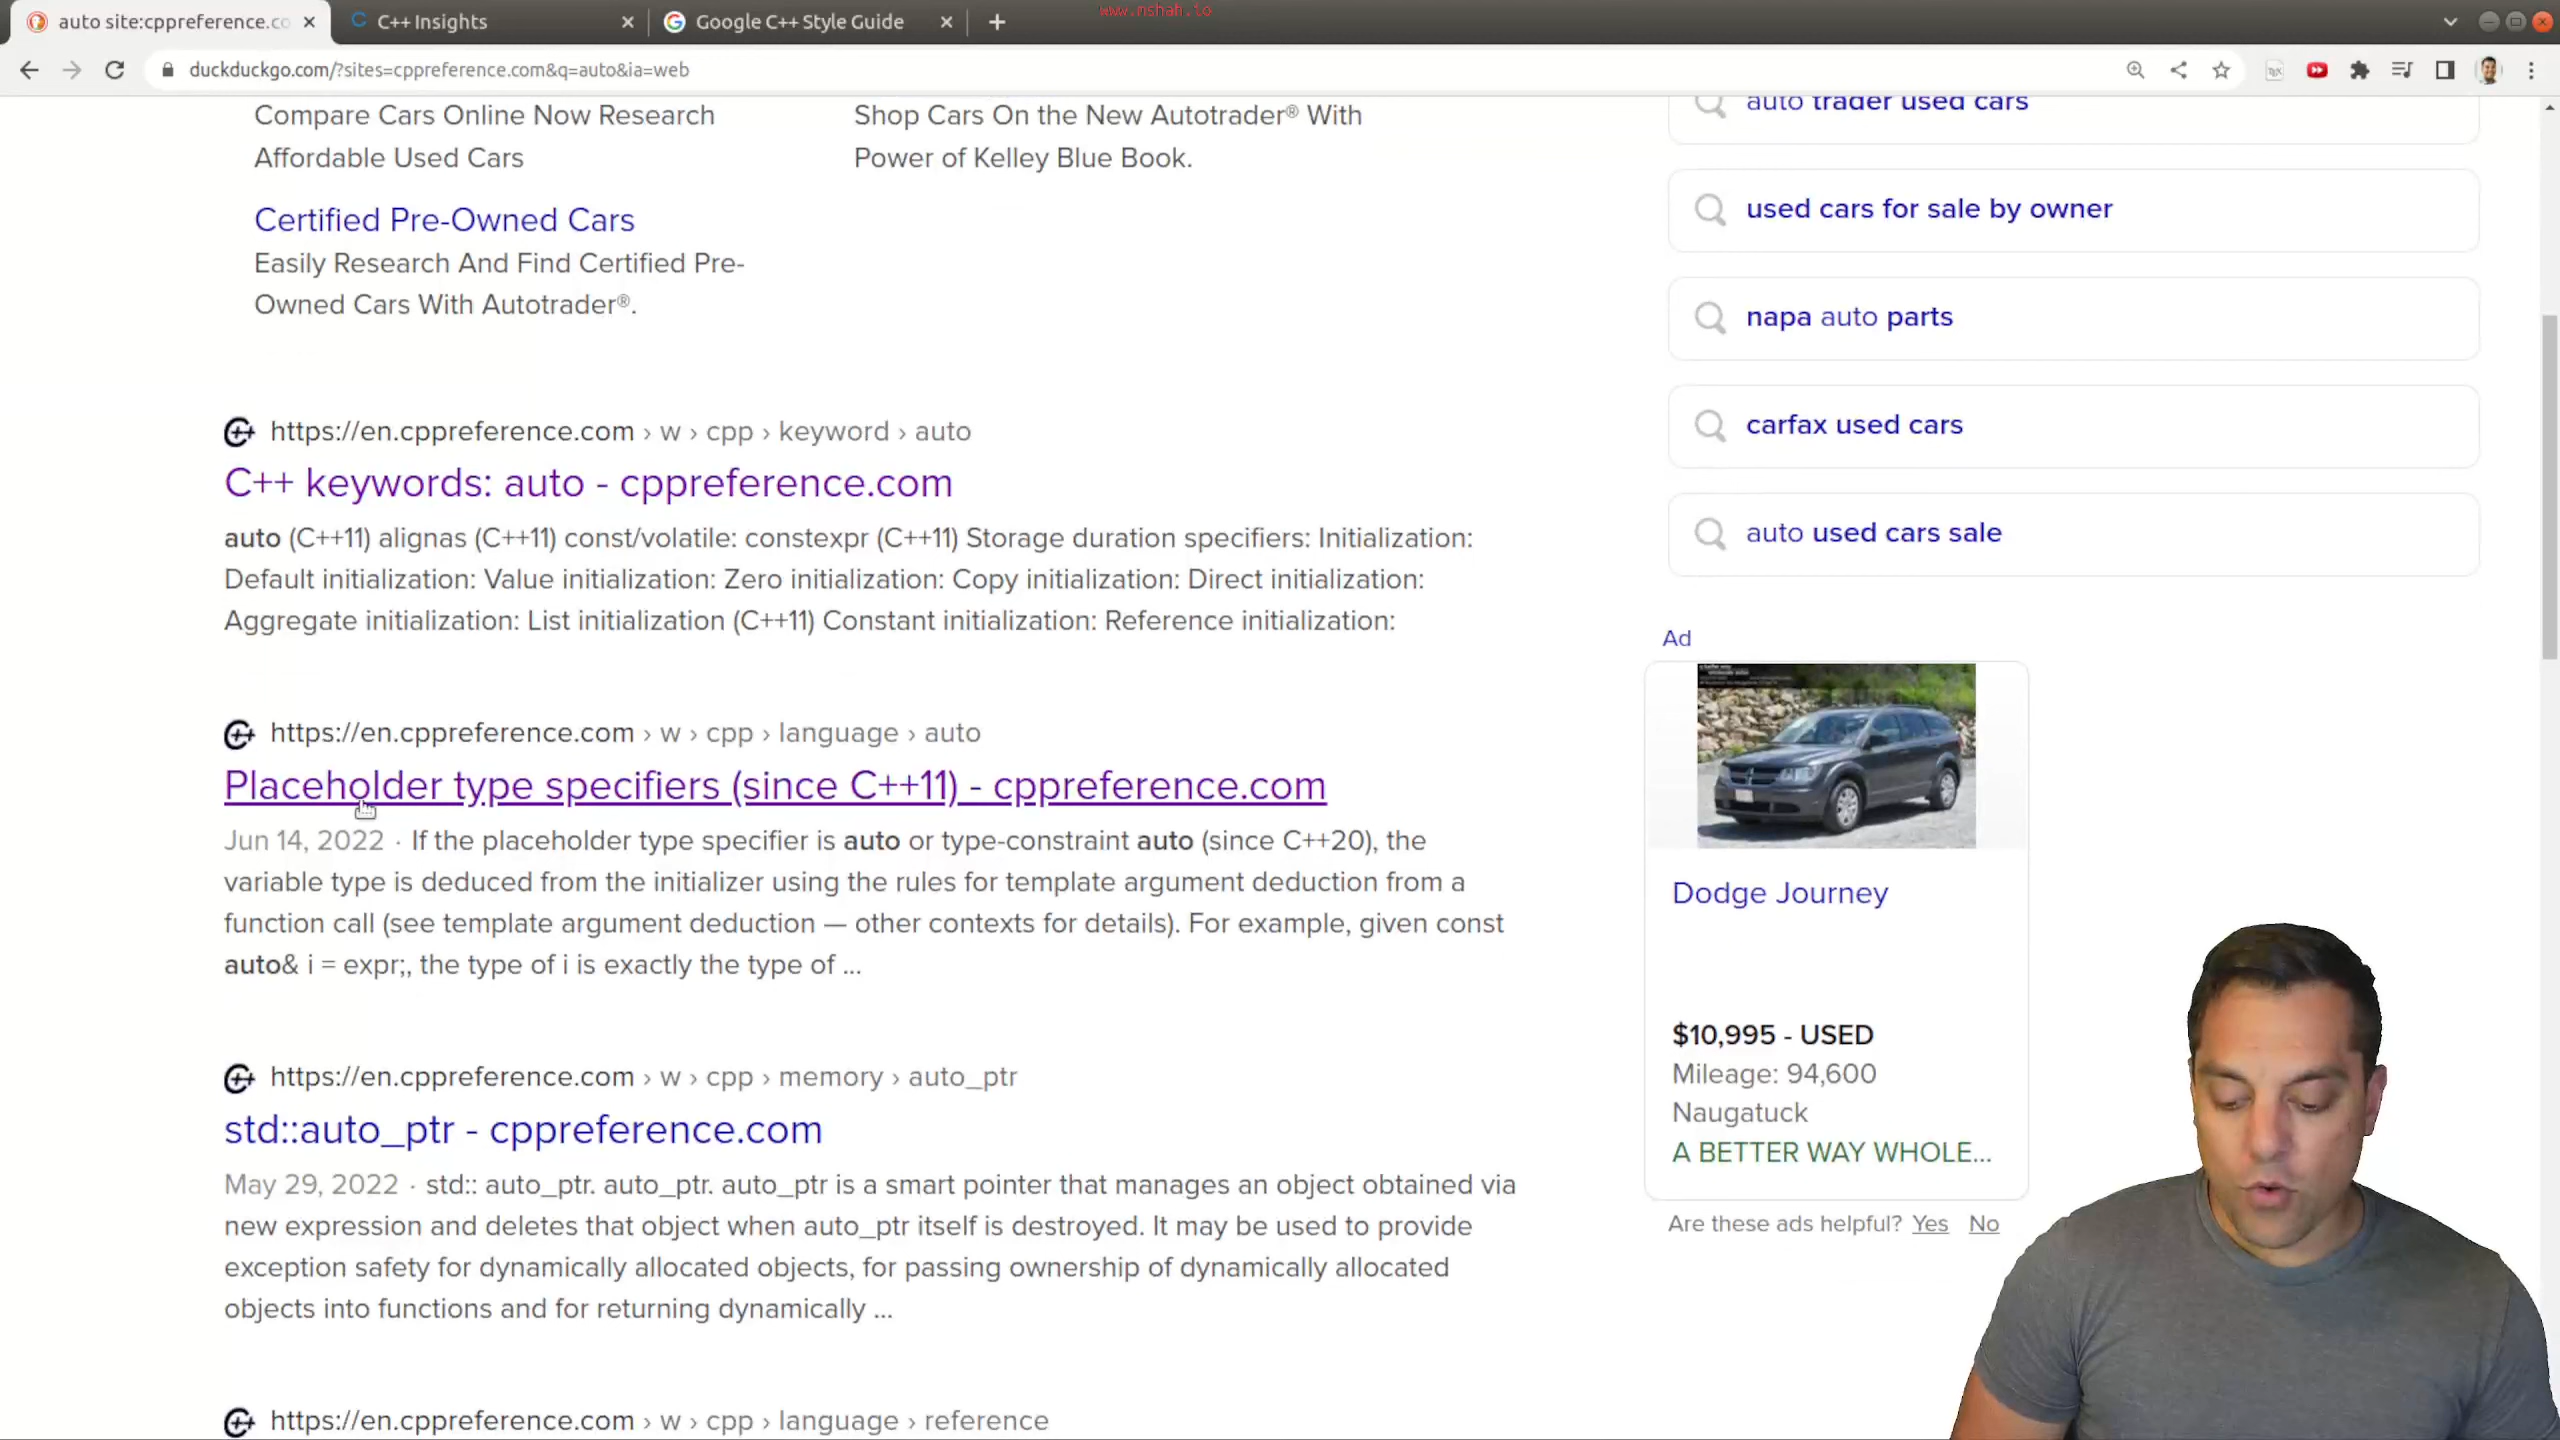 www.mshah.io
auto site:cppreference.co
C++ Insights
Google C++ Style Guide
duckduckgo.com/?sites=cppreference.com&q=auto&ia=web
Compare Cars Online Now Research
Affordable Used Cars
Shop Cars On the New Autotrader® With
Power of Kelley Blue Book.
Certified Pre-Owned Cars
Easily Research And Find Certified Pre-
Owned Cars With Autotrader®.
https://en.cppreference.com › w › cpp › keyword › auto
C++ keywords: auto - cppreference.com
auto (C++11) alignas (C++11) const/volatile: constexpr (C++11) Storage duration specifiers: Initialization:
Default initialization: Value initialization: Zero initialization: Copy initialization: Direct initialization:
Aggregate initialization: List initialization (C++11) Constant initialization: Reference initialization:
https://en.cppreference.com › w › cpp › language › auto
Placeholder type specifiers (since C++11) - cppreference.com
Jun 14, 2022 · If the placeholder type specifier is auto or type-constraint auto (since C++20), the
variable type is deduced from the initializer using the rules for template argument deduction from a
function call (see template argument deduction — other contexts for details). For example, given const
auto& i = expr;, the type of i is exactly the type of ...
https://en.cppreference.com › w › cpp › memory › auto_ptr
std::auto_ptr - cppreference.com
May 29, 2022 · std:: auto_ptr. auto_ptr. auto_ptr is a smart pointer that manages an object obtained via
new expression and deletes that object when auto_ptr itself is destroyed. It may be used to provide
exception safety for dynamically allocated objects, for passing ownership of dynamically allocated
objects into functions and for returning dynamically ...
https://en.cppreference.com › w › cpp › language › reference
auto trader used cars
used cars for sale by owner
napa auto parts
carfax used cars
auto used cars sale
Ad
Dodge Journey
$10,995 - USED
Mileage: 94,600
Naugatuck
A BETTER WAY WHOLE...
Are these ads helpful? Yes No